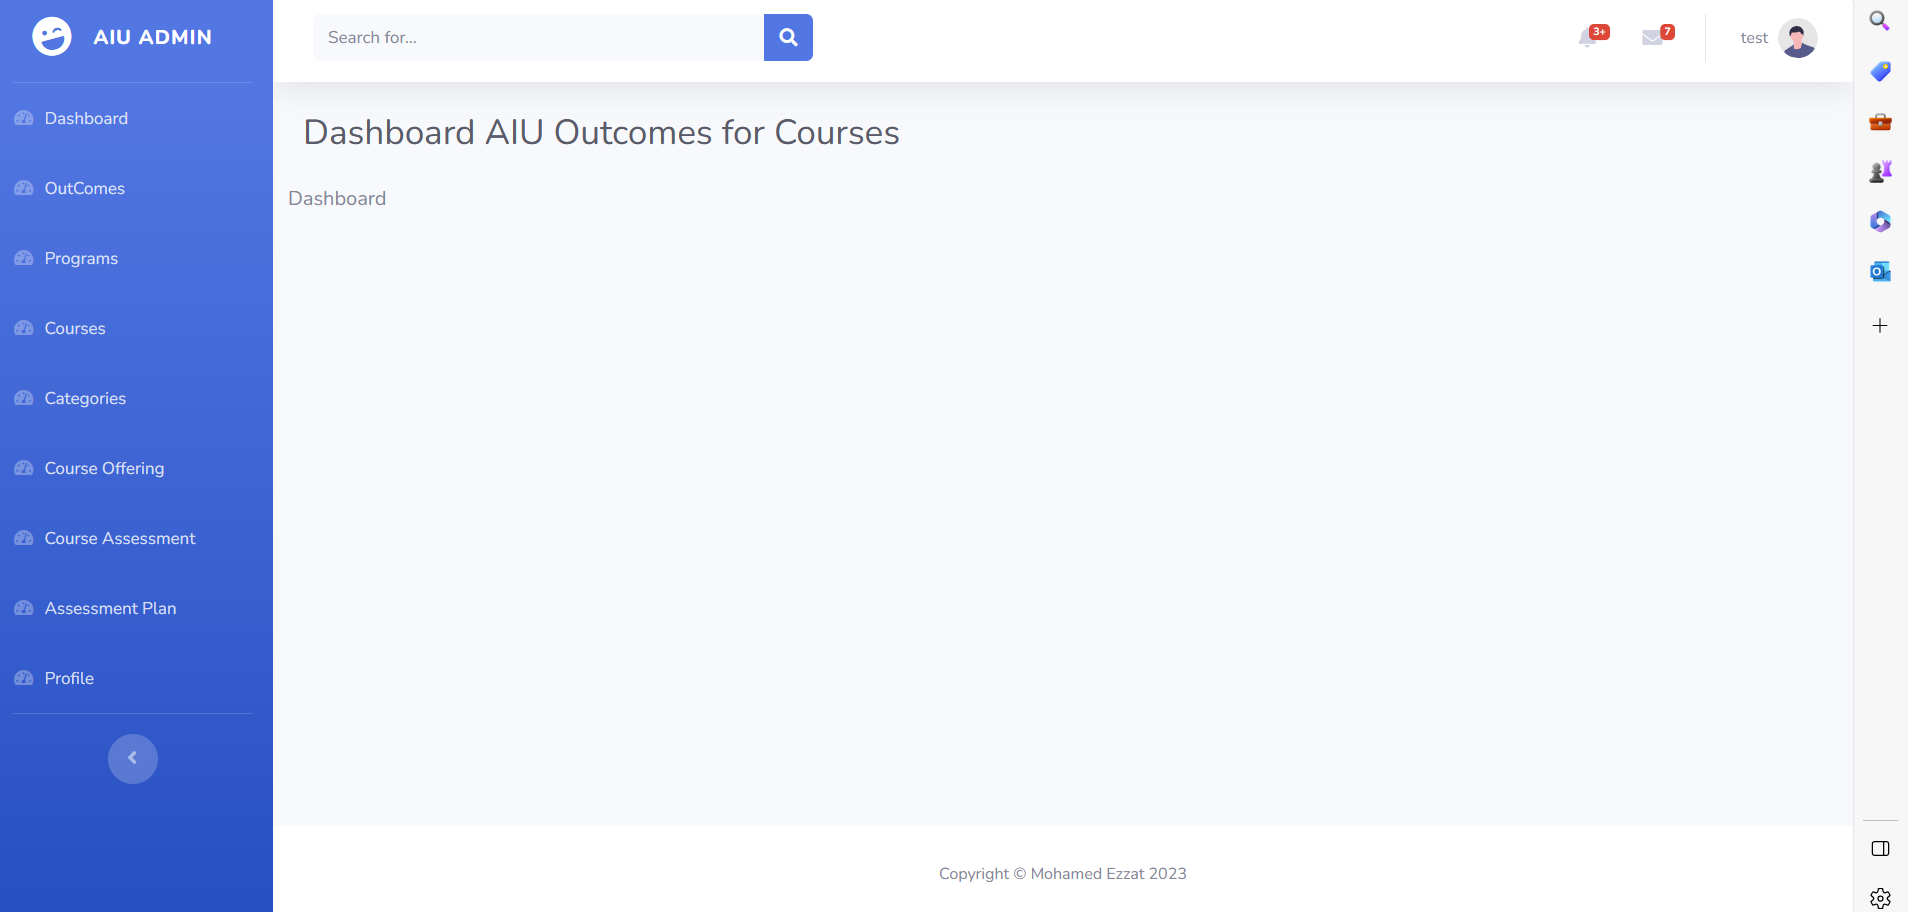 AIU ADMIN
Search for...
3+
7
test
Dashboard
OutComes
Programs
Courses
Categories
Course Offering
Course Assessment
Assessment Plan
Profile
Dashboard AIU Outcomes for Courses
Dashboard
Copyright © Mohamed Ezzat 2023